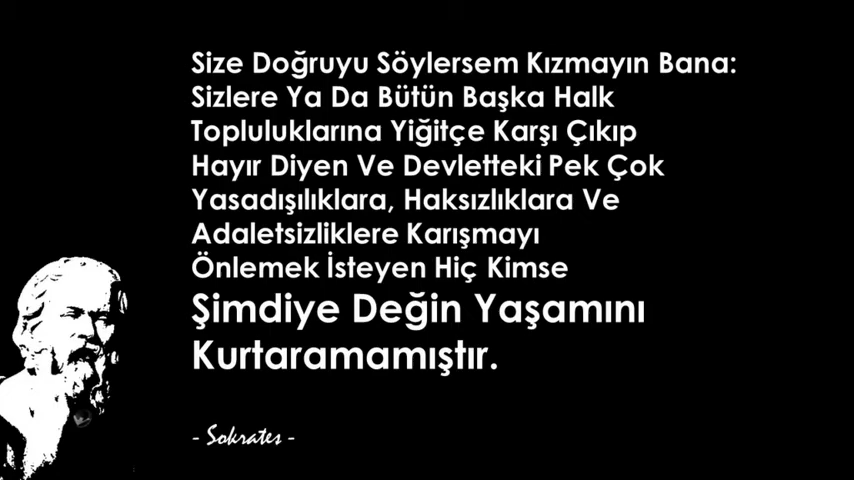 Size Doğruyu Söylersem Kızmayın Bana:
Sizlere Ya Da Bütün Başka Halk
Topluluklarına Yiğitçe Karşı Çıkıp
Hayır Diyen Ve Devletteki Pek Çok
Yasadışılıklara, Haksızlıklara Ve
Adaletsizliklere Karışmayı
Önlemek İsteyen Hiç Kimse
Şimdiye Değin Yaşamını
Kurtaramamıştır.
- Sokrates -